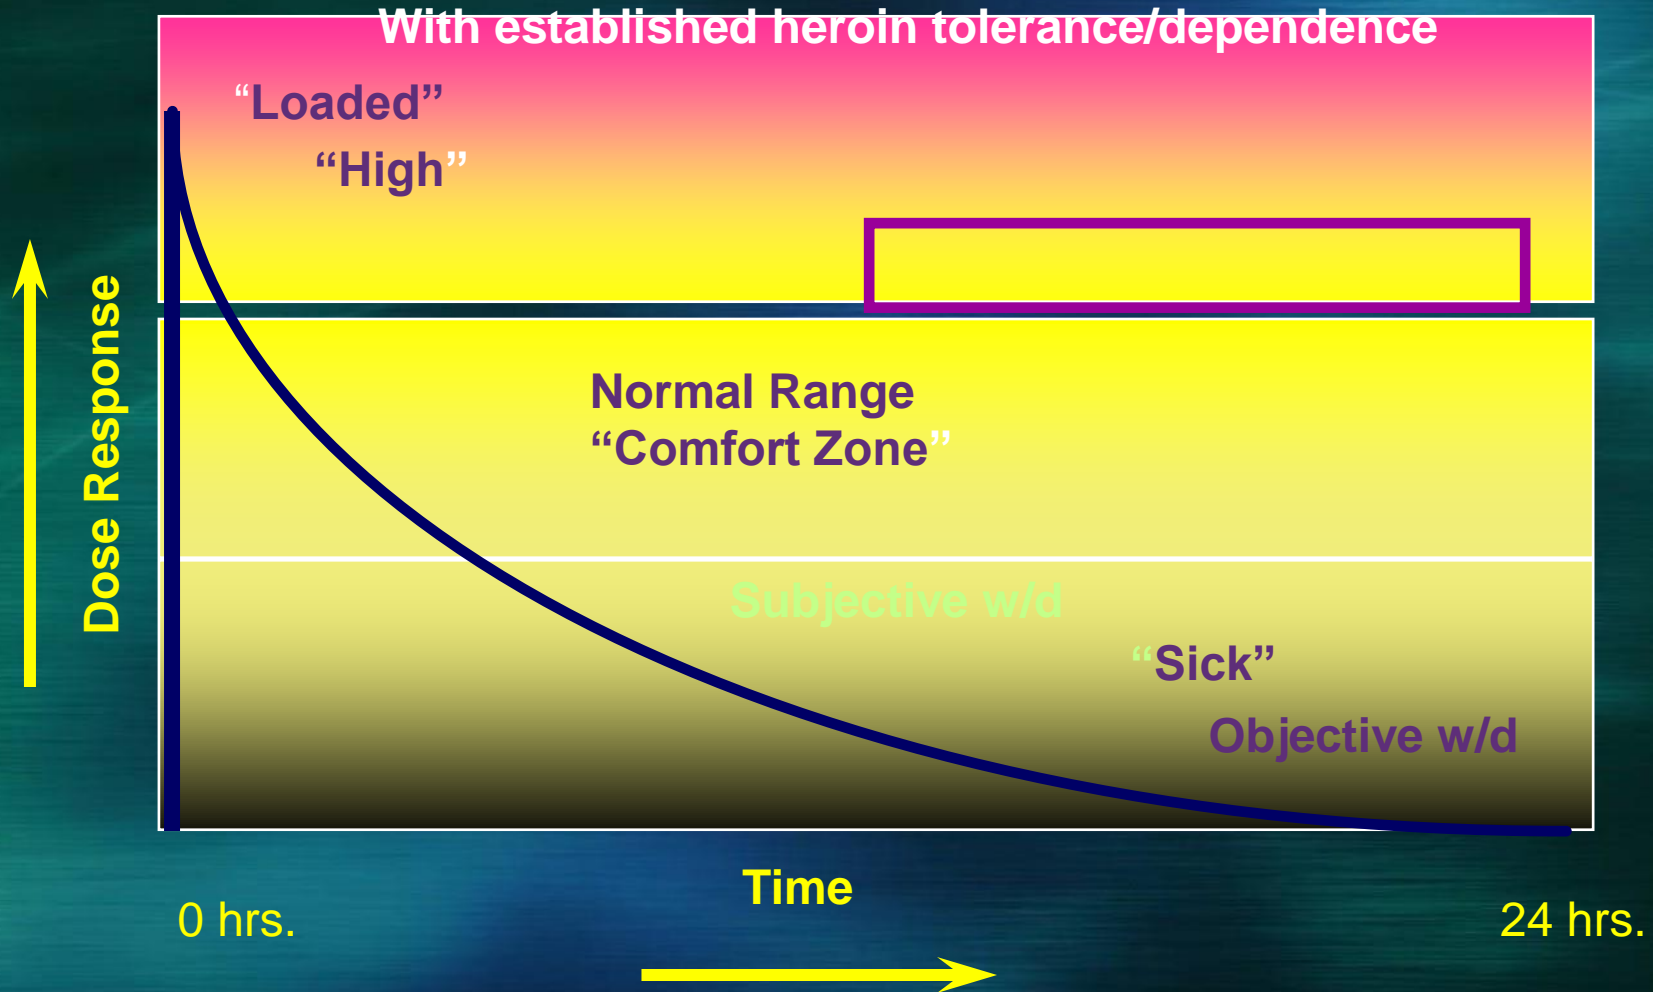 With established heroin tolerance/dependence
“Loaded”
“High”
Dose Response
Normal Range
“Comfort Zone”
Subjective w/d
“Sick”
Objective w/d
Time
0 hrs.
24 hrs.